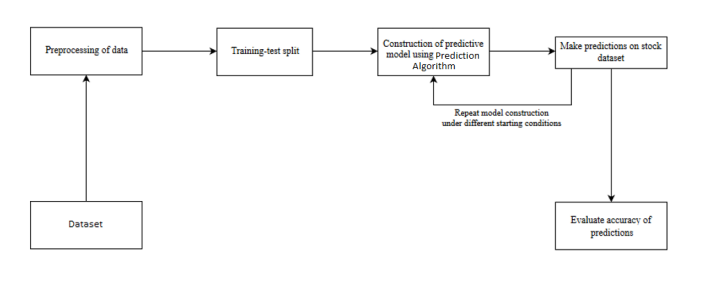 Preprocessing of data
Training-test split
Construction of predictive
model using Prediction
Algorithm
Make predictions on stock
dataset
Repeat model construction
under different starting conditions
Dataset
Evaluate accuracy of
predictions